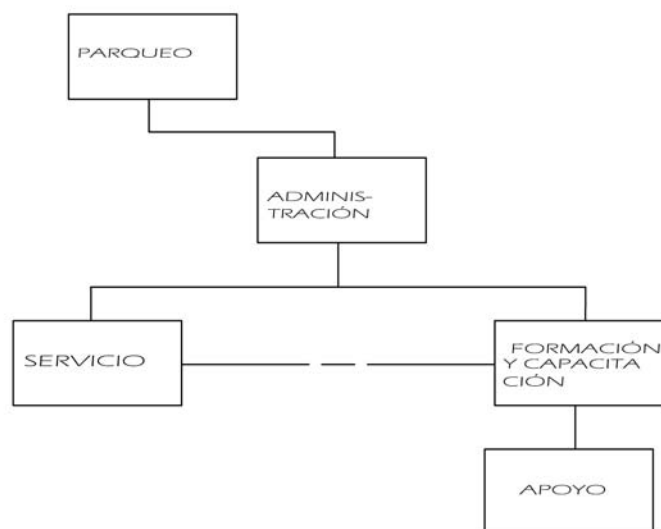 PARQUEO
ADMINIS-
TRACIÓN
SERVICIO
FORMACIÓN
Y CAPACITA
CIÓN
APOYO